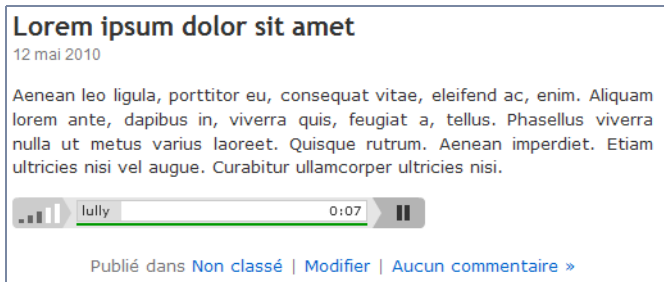 Lorem ipsum dolor sit amet
12 mai 2010
Aenean leo ligula, porttitor eu, consequat vitae, eleifend ac, enim. Aliquam
lorem ante, dapibus in, viverra quis, feugiat a, tellus. Phasellus viverra
nulla ut metus varius laoreet. Quisque rutrum. Aenean imperdiet. Etiam
ultricies nisi vel augue. Curabitur ullamcorper ultricies nisi.
lully 0:07
Publié dans Non classé | Modifier | Aucun commentaire »